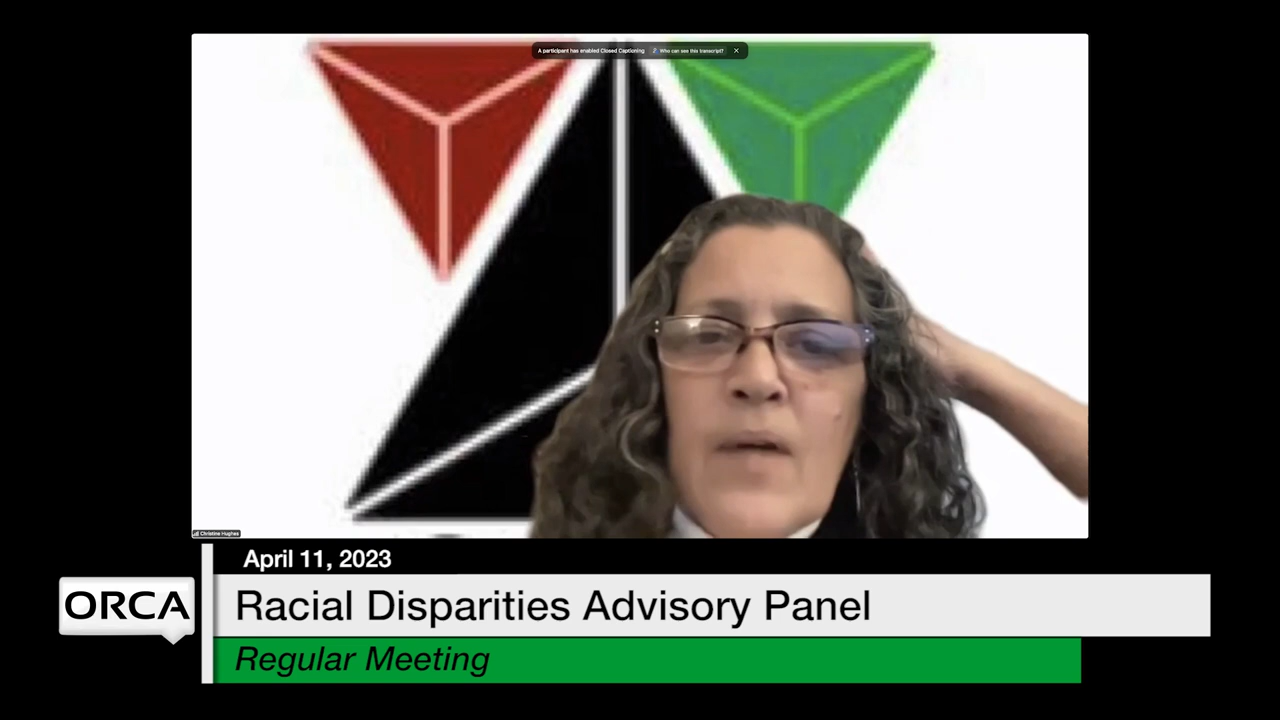 A participant has enabled Closed Captioning Who can see this transcript?
Christine Hughes
April 11, 2023
ORCA
Racial Disparities Advisory Panel
Regular Meeting